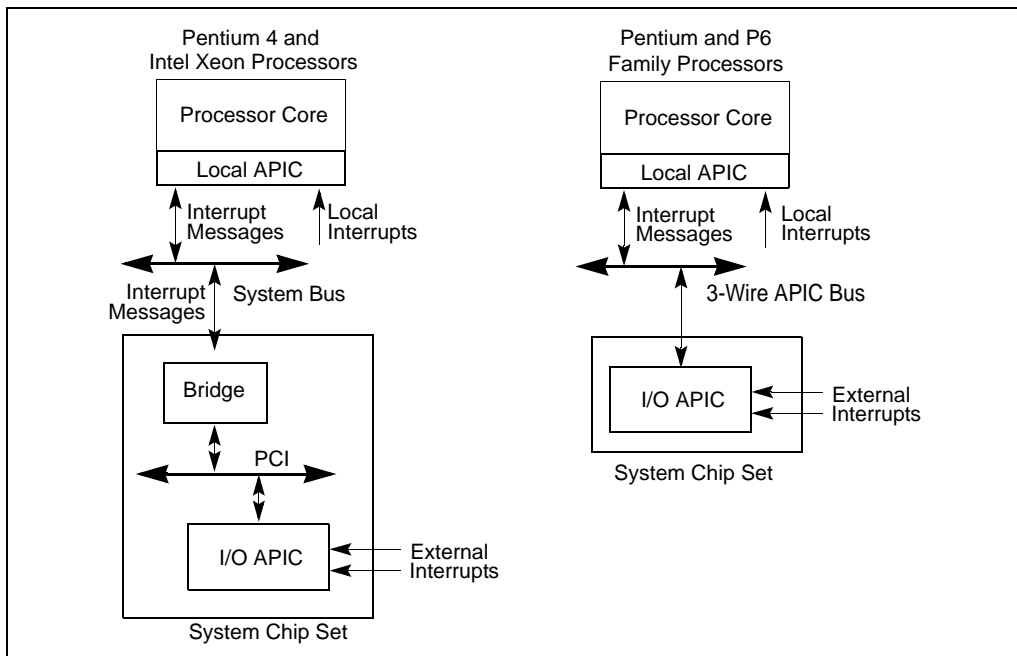 Pentium 4 and
Intel Xeon Processors
Processor Core
Local APIC
Interrupt
Messages
Local
Interrupts
Interrupt
Messages
System Bus
Bridge
PCI
I/O APIC
External
Interrupts
System Chip Set
Pentium and P6
Family Processors
Processor Core
Local APIC
Interrupt
Messages
Local
Interrupts
3-Wire APIC Bus
I/O APIC
External
Interrupts
System Chip Set